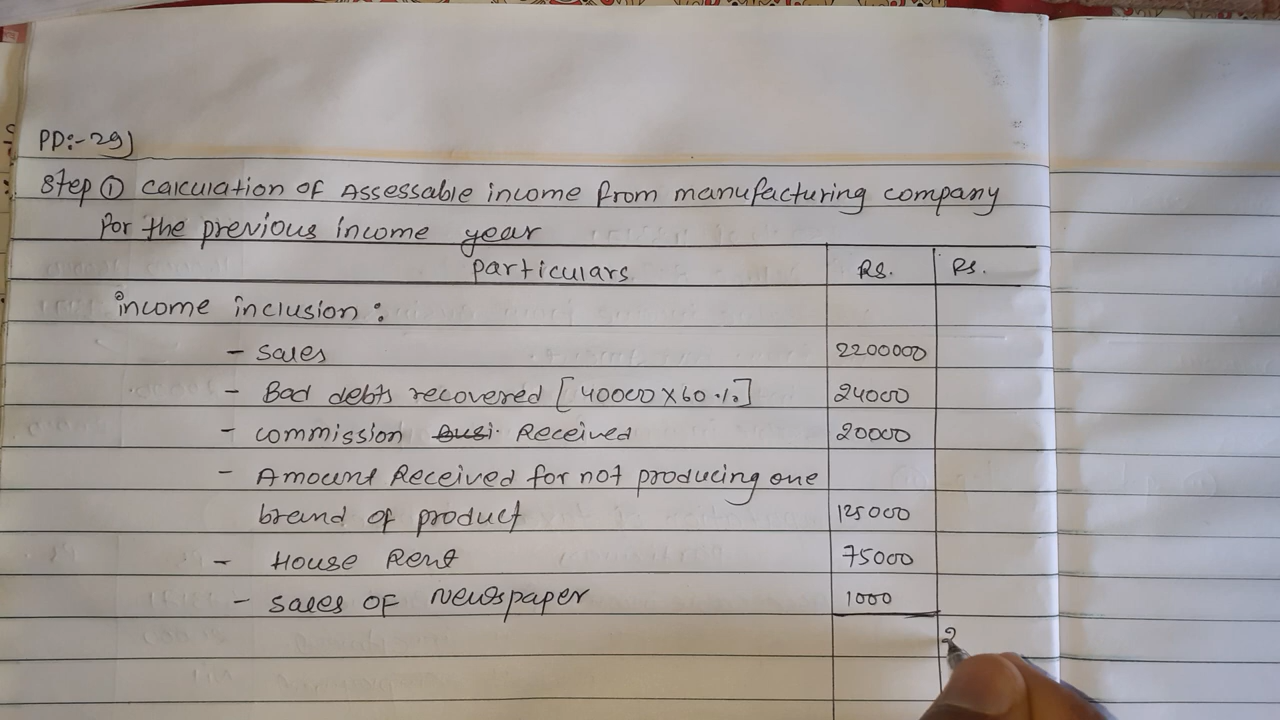 PD:-29)
Step ① calculation of Assessable income from manufacturing company
for the previous income year
particulars Rs. Rs.
income inclusion:
- sales 2200000
- Bad debts recovered [40000 X 60%] 24000
- commission Busi. Received 20000
- Amount Received for not producing one
brand of product 125000
- House Rent 75000
- sales of Newspaper 1000
2